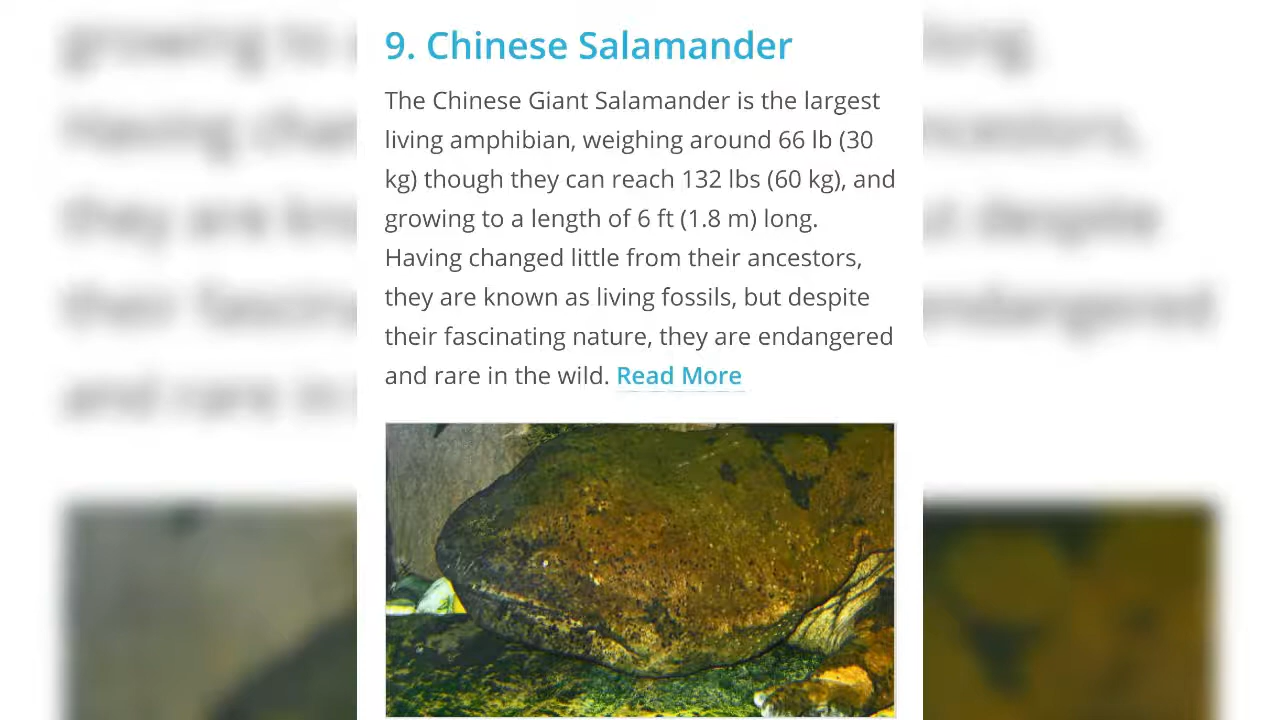 9. Chinese Salamander
The Chinese Giant Salamander is the largest
living amphibian, weighing around 66 lb (30
kg) though they can reach 132 lbs (60 kg), and
growing to a length of 6 ft (1.8 m) long.
Having changed little from their ancestors,
they are known as living fossils, but despite
their fascinating nature, they are endangered
and rare in the wild. Read More